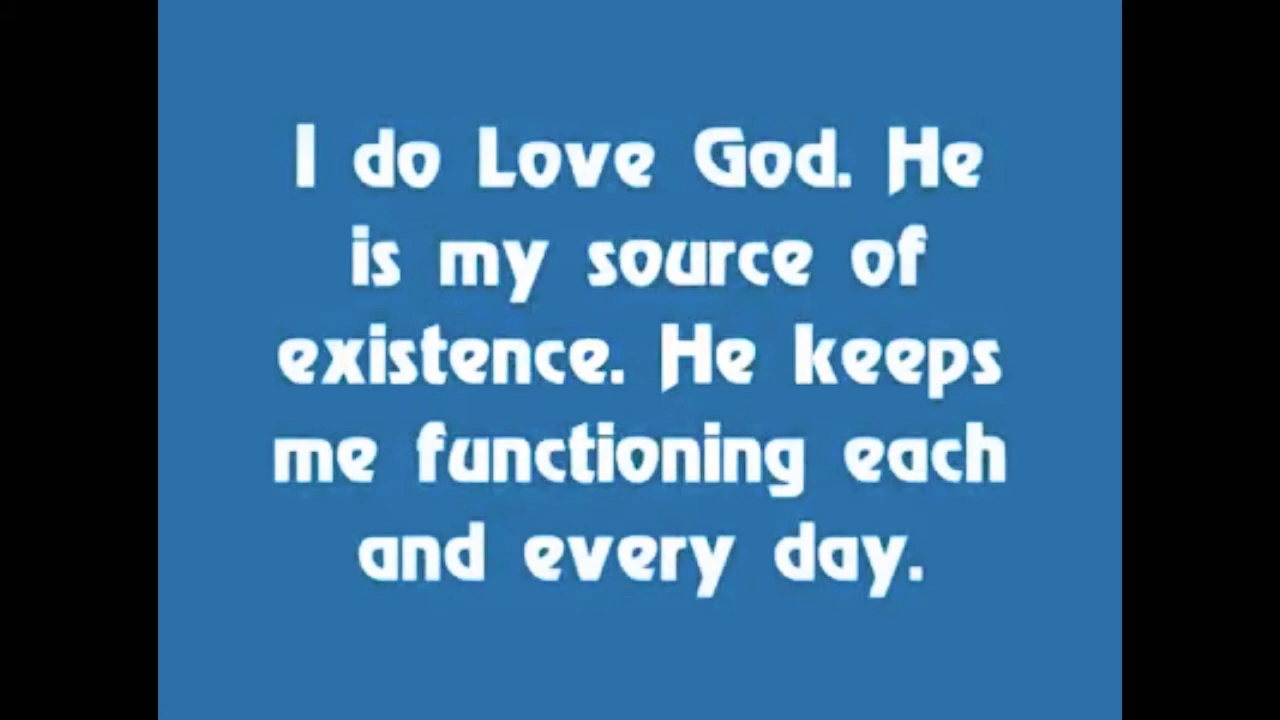 I do Love God. He
is my source of
existence. He keeps
me functioning each
and every day.